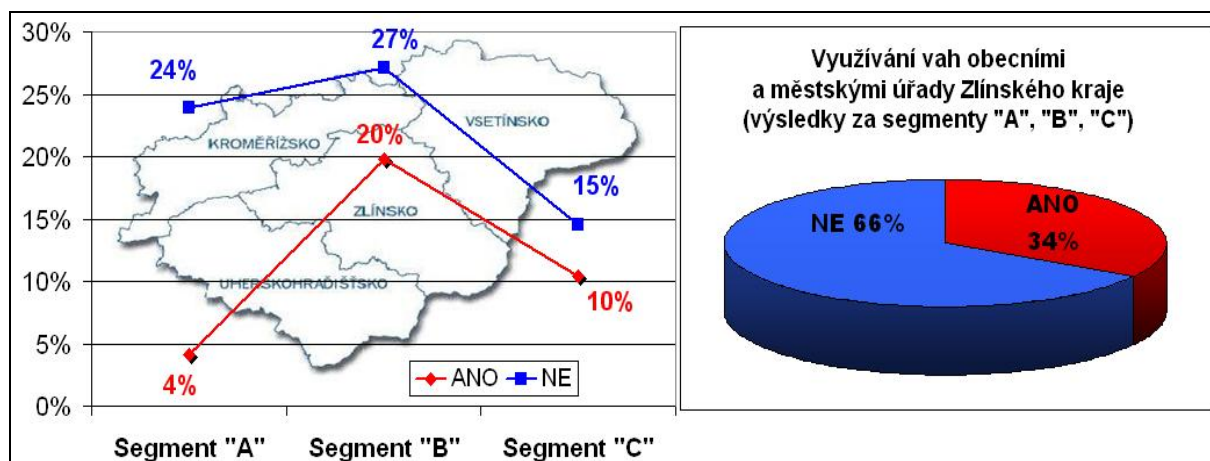 30%
25%
20%
15%
10%
5%
0%
24%
27%
15%
20%
4%
10%
KROMĚŘÍŽSKO
VSETÍNSKO
ZLÍNSKO
UHERSKOHRADIŠŤSKO
ANO
NE
Segment "A"
Segment "B"
Segment "C"
Využívání vah obecními
a městskými úřady Zlínského kraje
(výsledky za segmenty "A", "B", "C")
NE 66%
ANO
34%